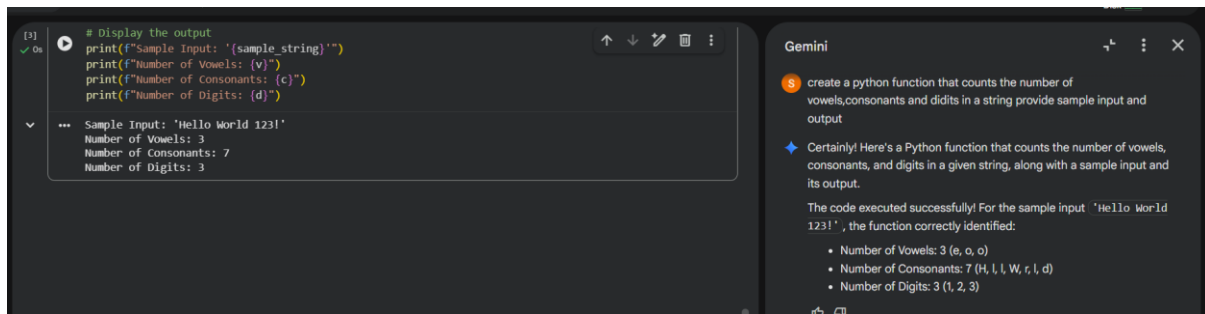 [3]
0s
# Display the output
print(f"Sample Input: '{sample_string}'")
print(f"Number of Vowels: {v}")
print(f"Number of Consonants: {c}")
print(f"Number of Digits: {d}")
Sample Input: 'Hello World 123!'
Number of Vowels: 3
Number of Consonants: 7
Number of Digits: 3
Gemini
S
create a python function that counts the number of
vowels,consonants and didits in a string provide sample input and
output
Certainly! Here's a Python function that counts the number of vowels,
consonants, and digits in a given string, along with a sample input and
its output.
The code executed successfully! For the sample input 'Hello World
123!', the function correctly identified:
• Number of Vowels: 3 (e, o, o)
• Number of Consonants: 7 (H, l, l, W, r, l, d)
• Number of Digits: 3 (1, 2, 3)